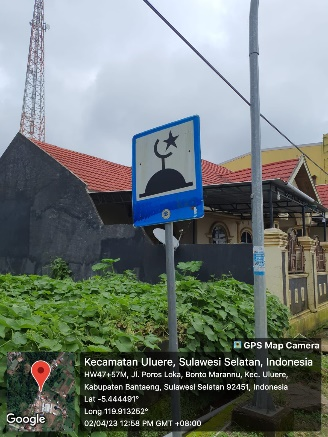 GPS Map Camera
Kecamatan Uluere, Sulawesi Selatan, Indonesia
HW47+57M, Jl. Poros Loka, Bonto Marannu, Kec. Uluere,
Kabupaten Bantaeng, Sulawesi Selatan 92451, Indonesia
Lat -5.444491°
Long 119.913252°
02/04/23 12:58 PM GMT +08:00
Google